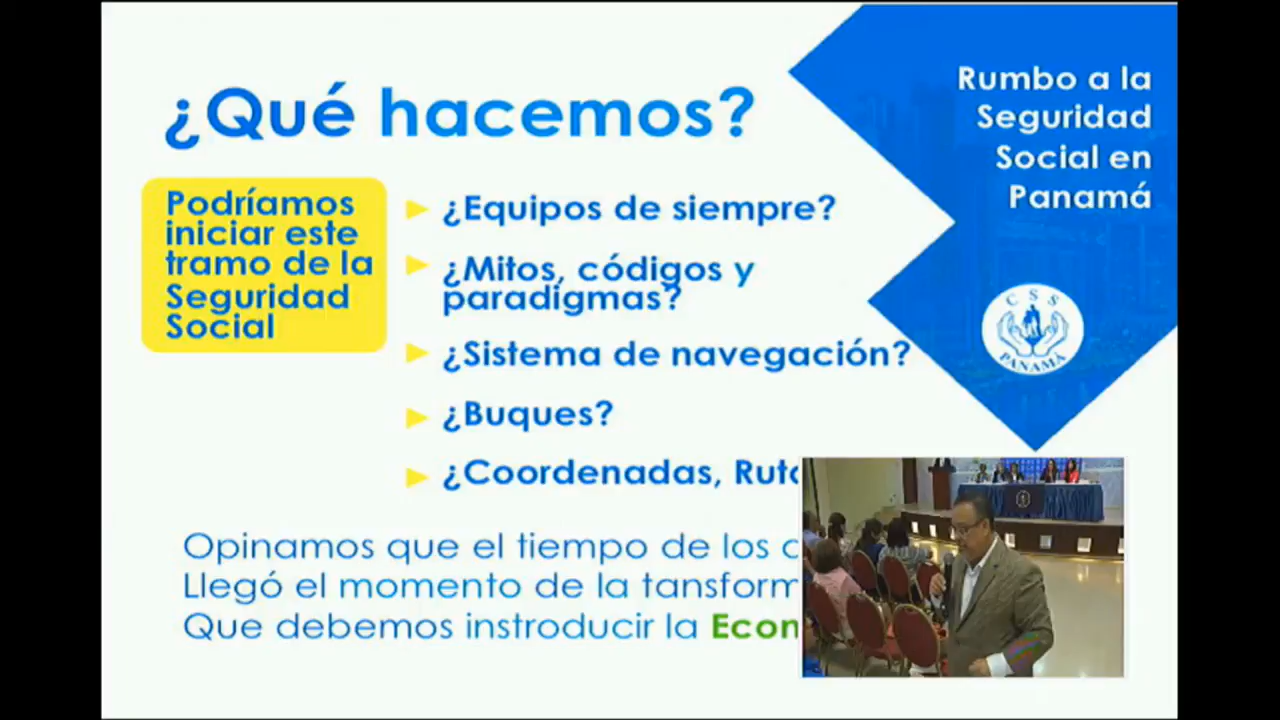 ¿Qué hacemos?
Rumbo a la
Seguridad
Social en
Panamá
Podríamos
iniciar este
tramo de la
Seguridad
Social
¿Equipos de siempre?
¿Mitos, códigos y
paradigmas?
¿Sistema de navegación?
¿Buques?
¿Coordenadas,
CSS
PANAMÁ
Opinamos que el tiempo de los
Llegó el momento de la
Que debemos instroducir la